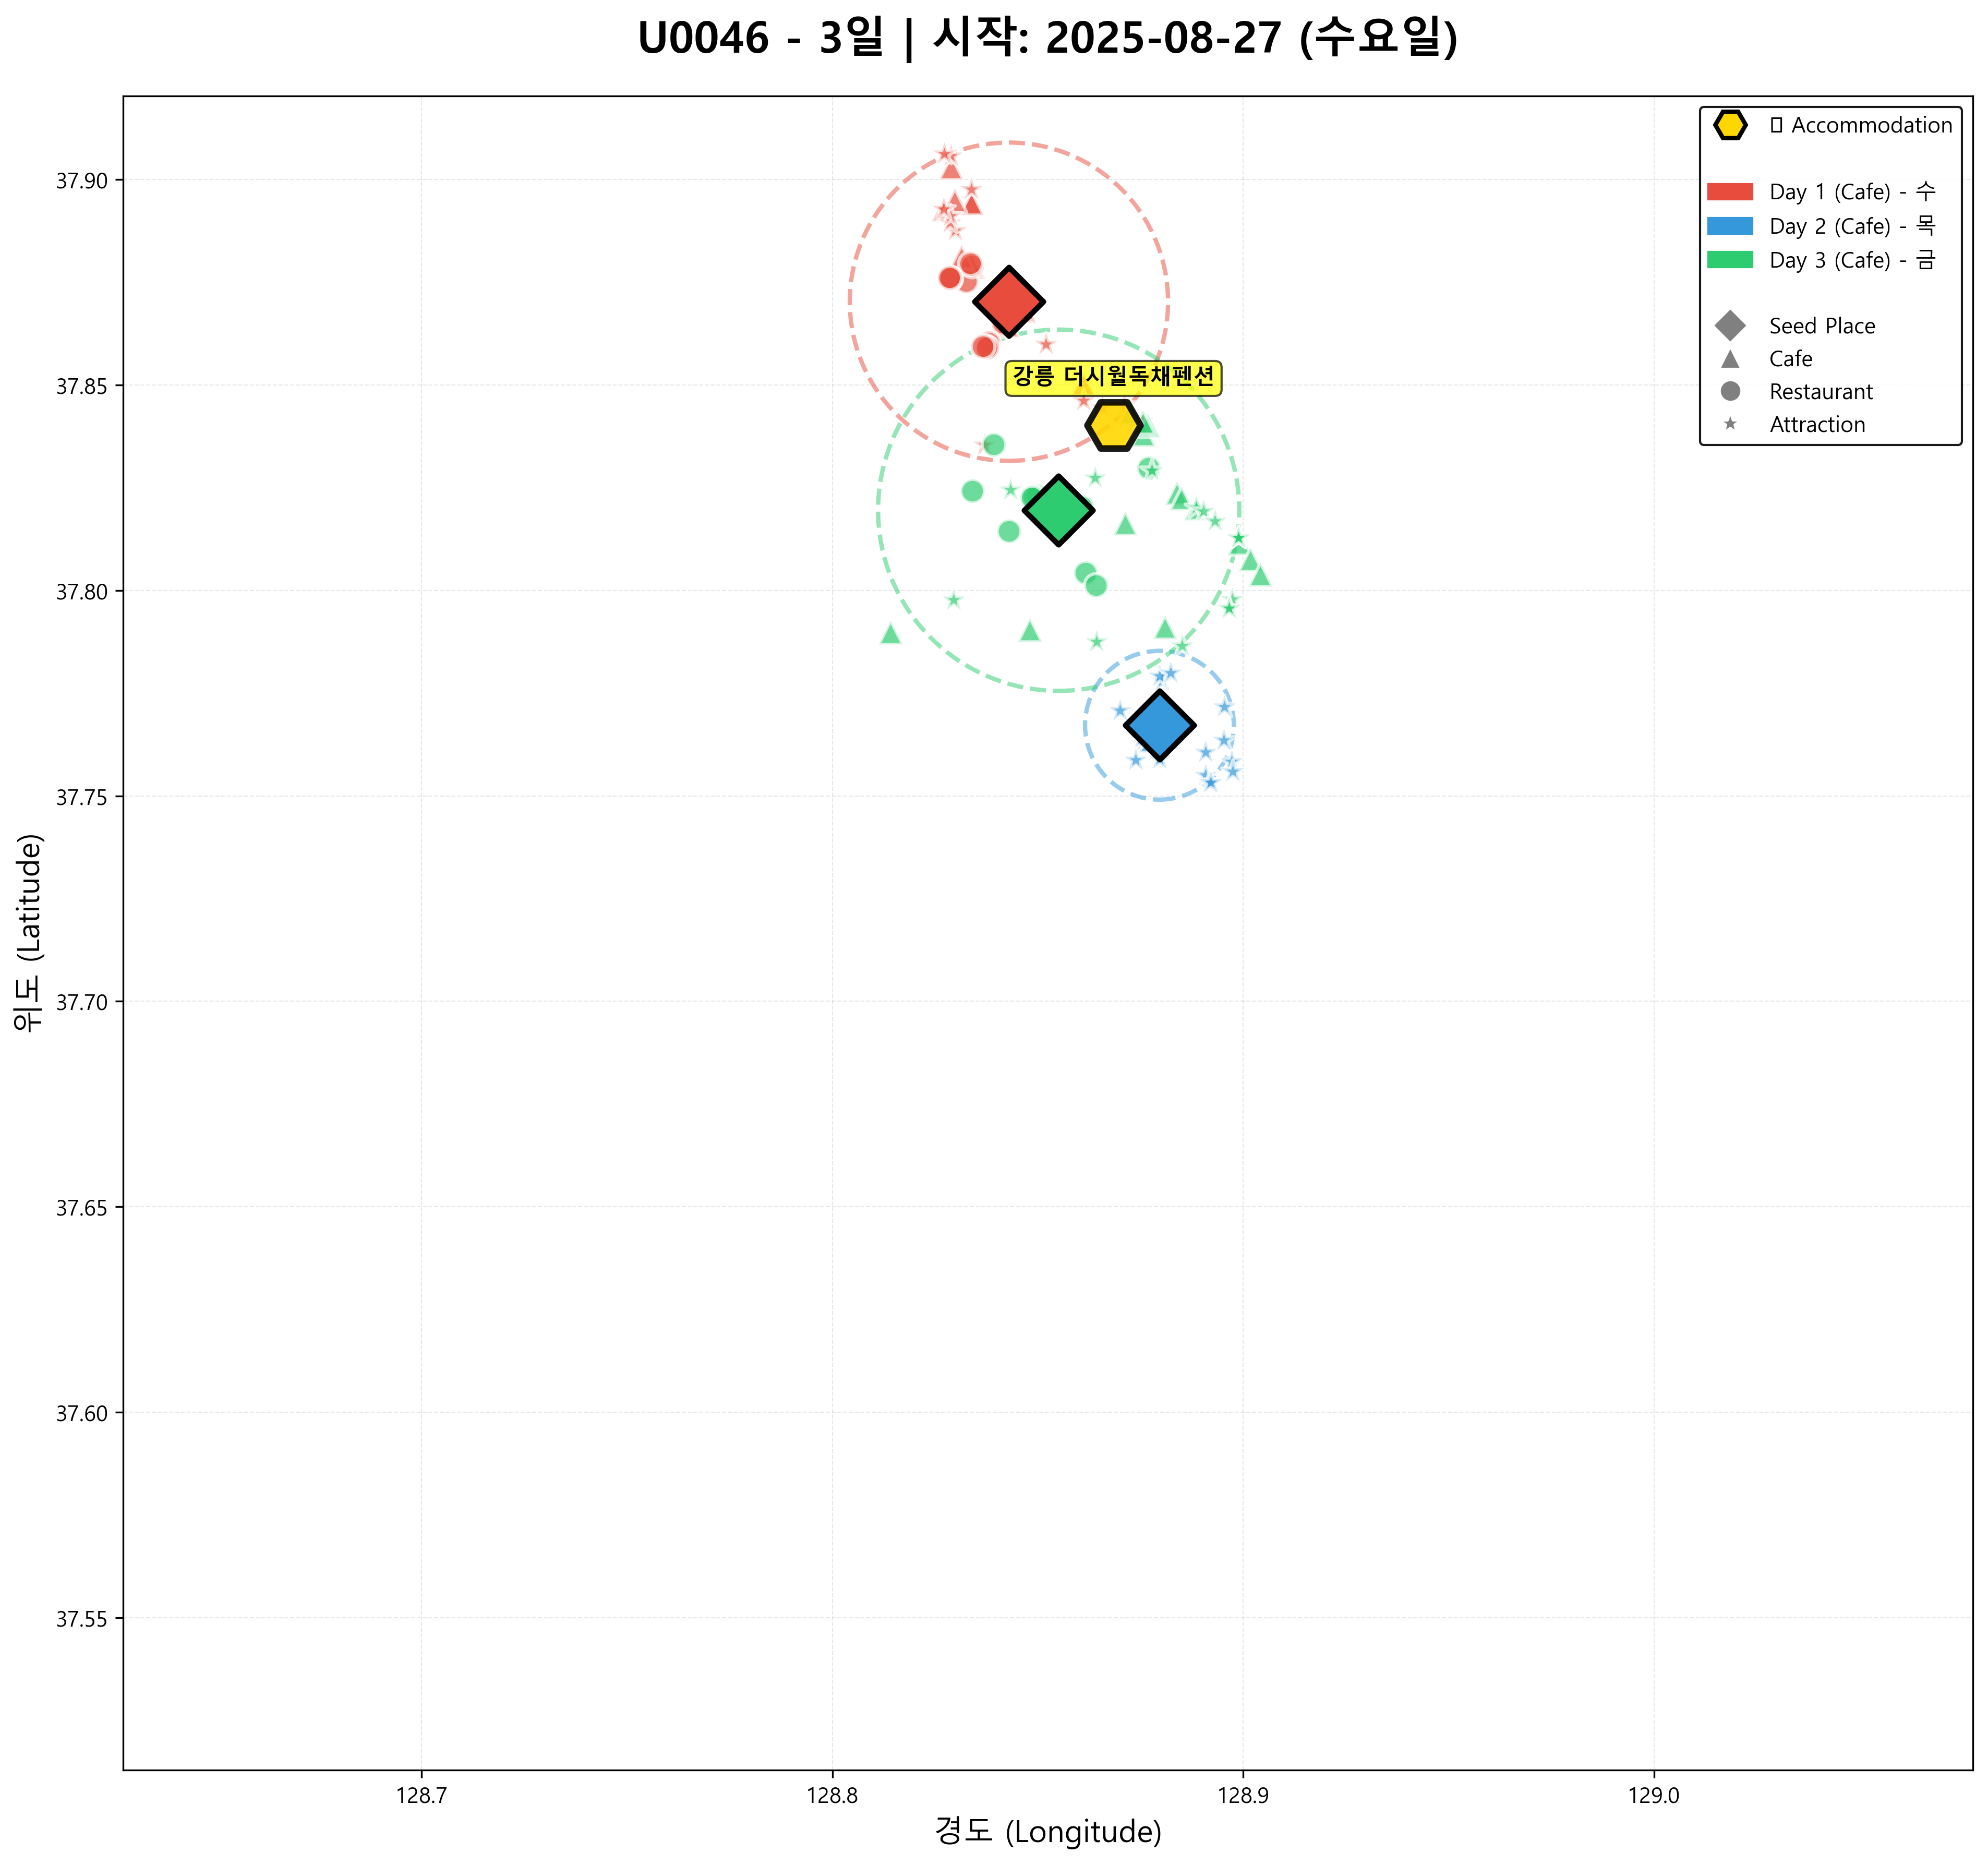 U0046 - 3일 | 시작: 2025-08-27 (수요일)
▯ Accommodation
Day 1 (Cafe) - 수
Day 2 (Cafe) - 목
Day 3 (Cafe) - 금
Seed Place
Cafe
Restaurant
Attraction
강릉 더시월독채펜션
37.90
37.85
37.80
37.75
37.70
37.65
37.60
37.55
위도 (Latitude)
128.7
128.8
128.9
129.0
경도 (Longitude)